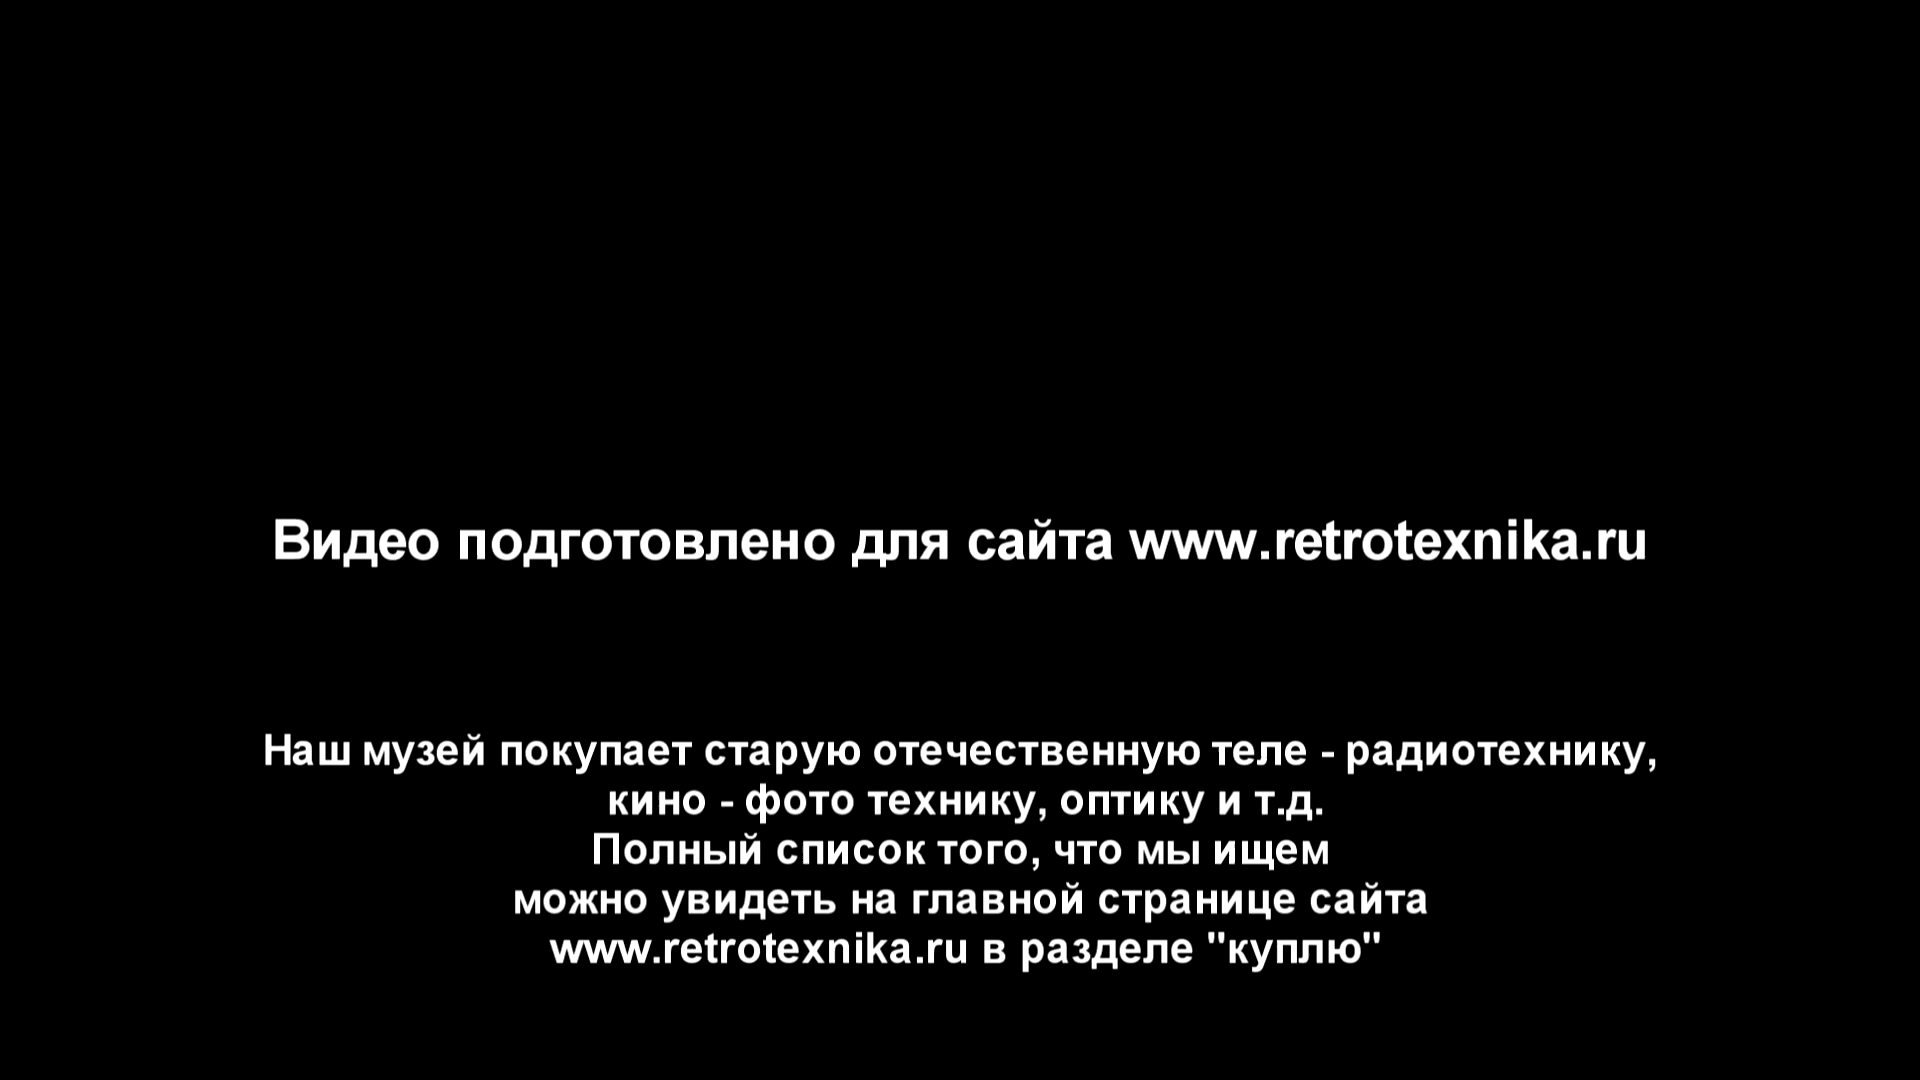 Видео подготовлено для сайта www.retrotexnika.ru
Наш музей покупает старую отечественную теле - радиотехнику,
кино - фото технику, оптику и т.д.
Полный список того, что мы ищем
можно увидеть на главной странице сайта
www.retrotexnika.ru в разделе "куплю"